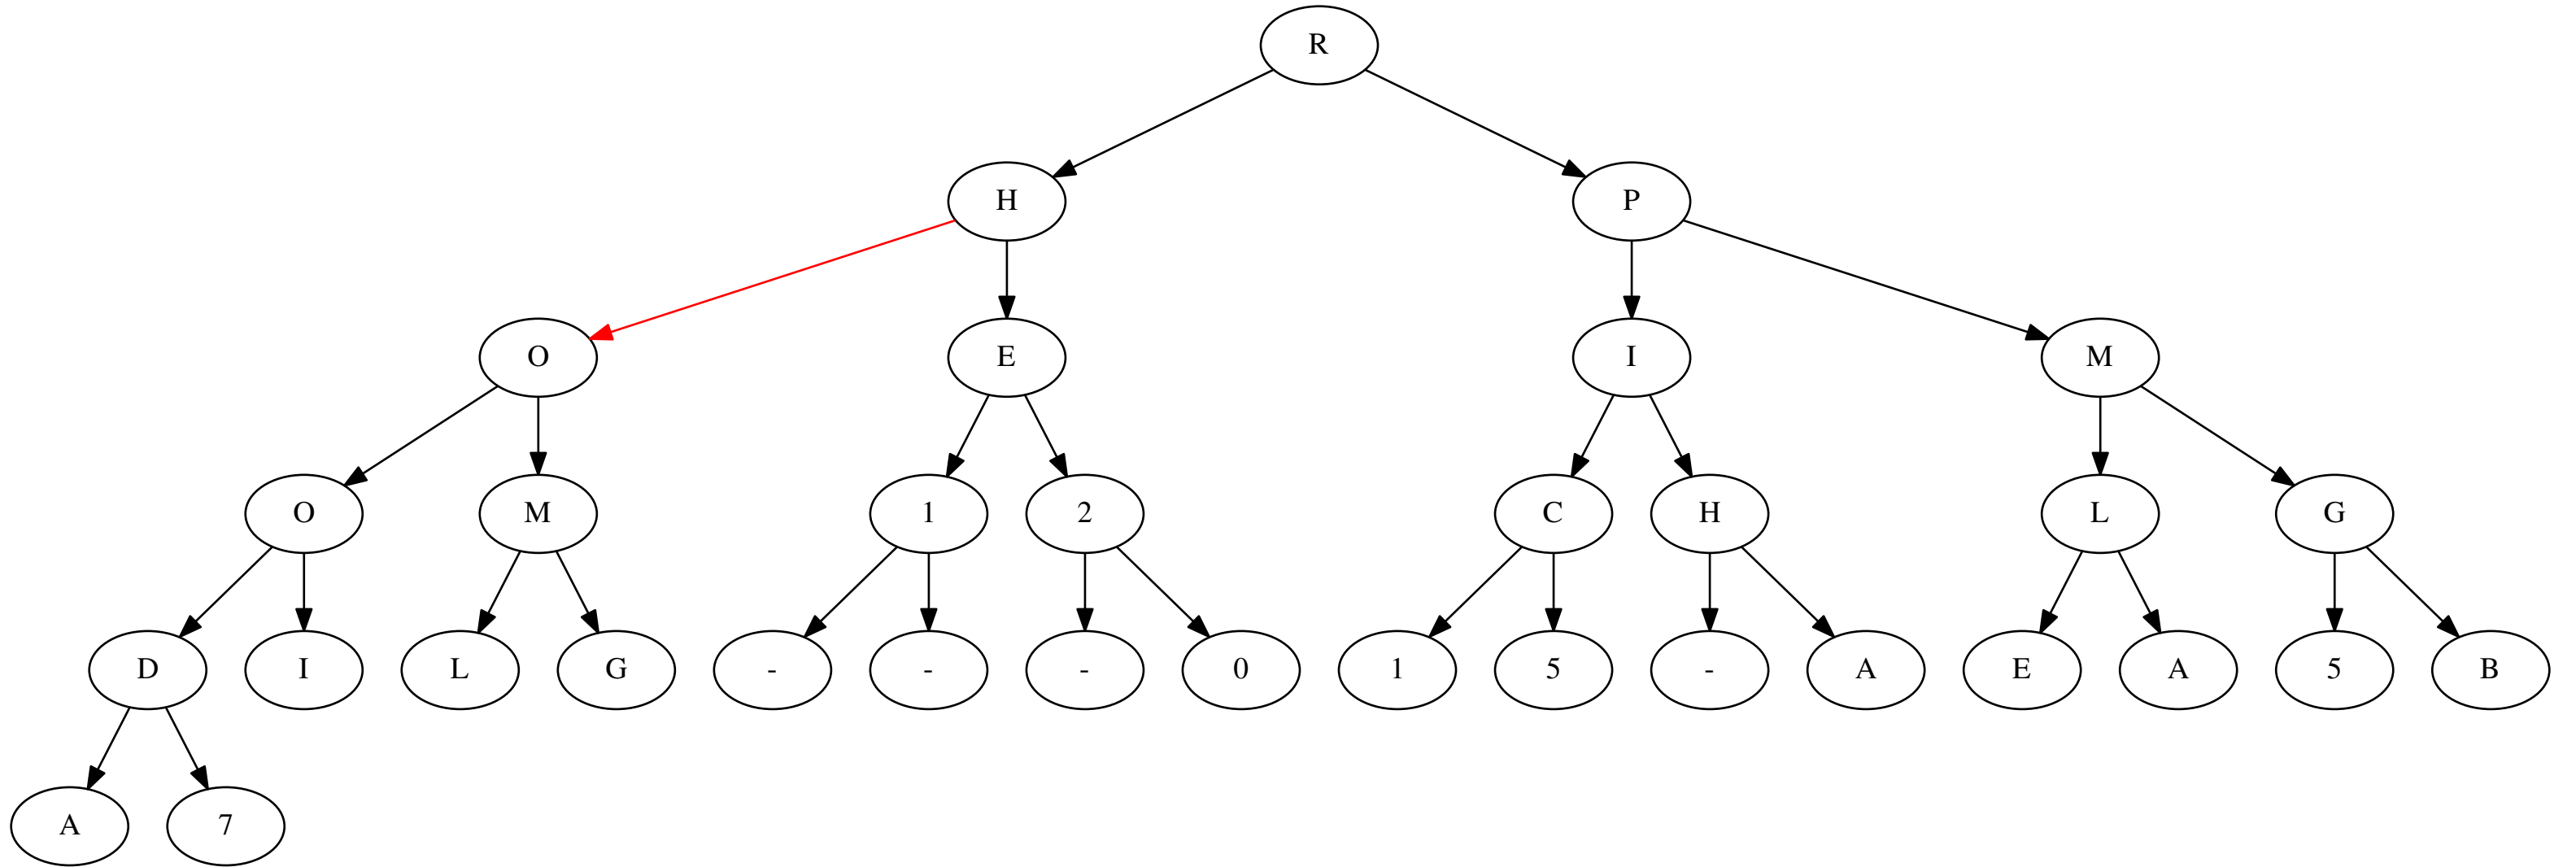 R
H P
O E I M
O M 1 2 C H L G
D I L G - - - 0 1 5 - A E A 5 B
A 7